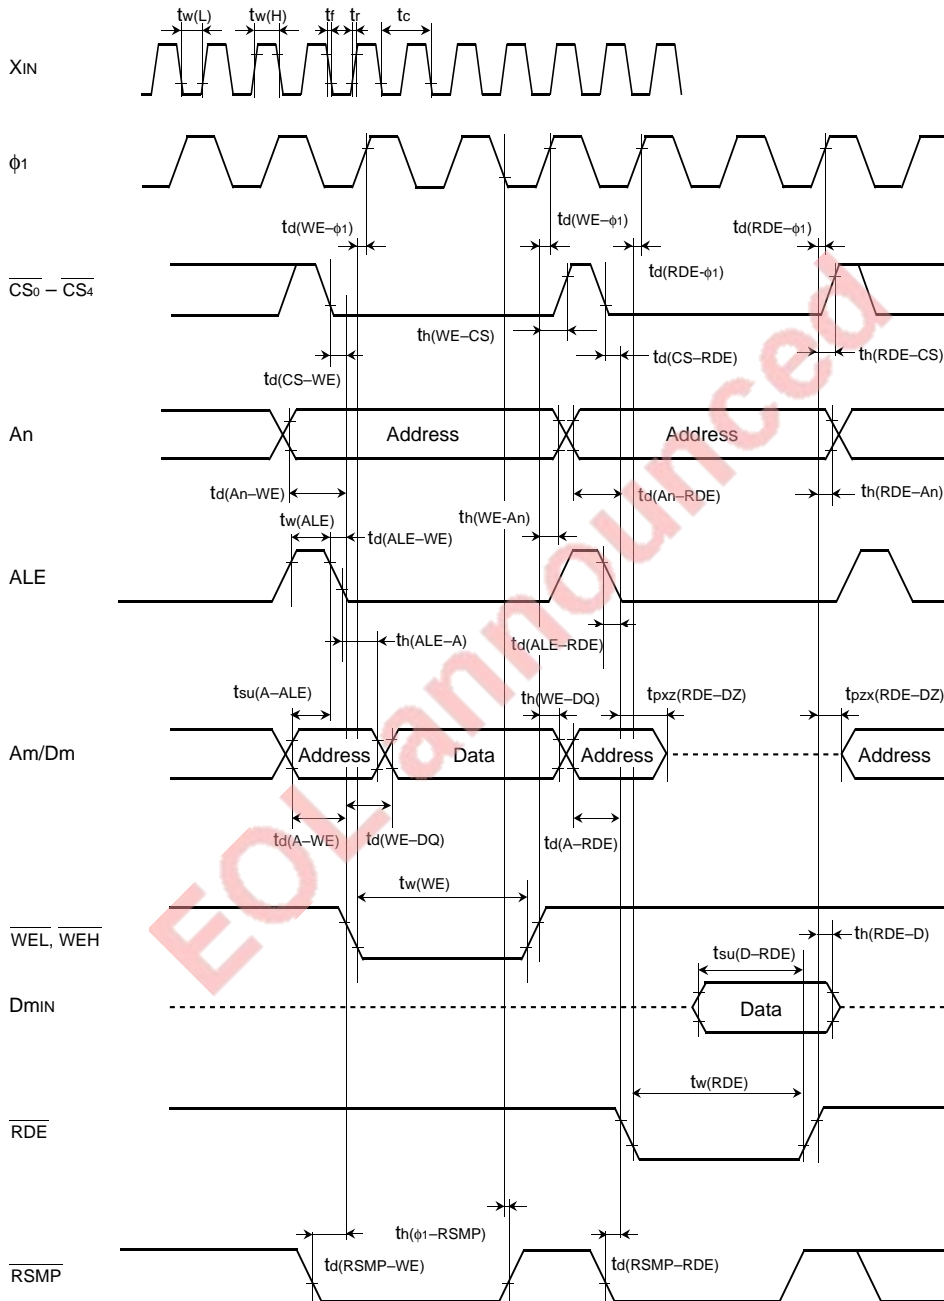 tw(L) tw(H) tf tr tc
XIN
ϕ1
td(WE–ϕ1) td(WE–ϕ1) td(RDE–ϕ1)
td(RDE-ϕ1)
CS0 – CS4
th(WE–CS) td(CS–RDE) th(RDE–CS)
td(CS–WE)
An Address Address
td(An–WE) td(An–RDE) th(RDE–An)
tw(ALE) td(ALE–WE) th(WE-An)
ALE
th(ALE–A) td(ALE–RDE)
tsu(A–ALE) th(WE–DQ) tpxz(RDE–DZ) tpzx(RDE–DZ)
Am/Dm Address Data Address Address
td(A–WE) td(WE–DQ) td(A–RDE)
tw(WE)
WEL, WEH
th(RDE–D)
tsu(D–RDE)
DmIN Data
tw(RDE)
RDE
th(ϕ1–RSMP)
RSMP td(RSMP–WE) td(RSMP–RDE)
EOL announced